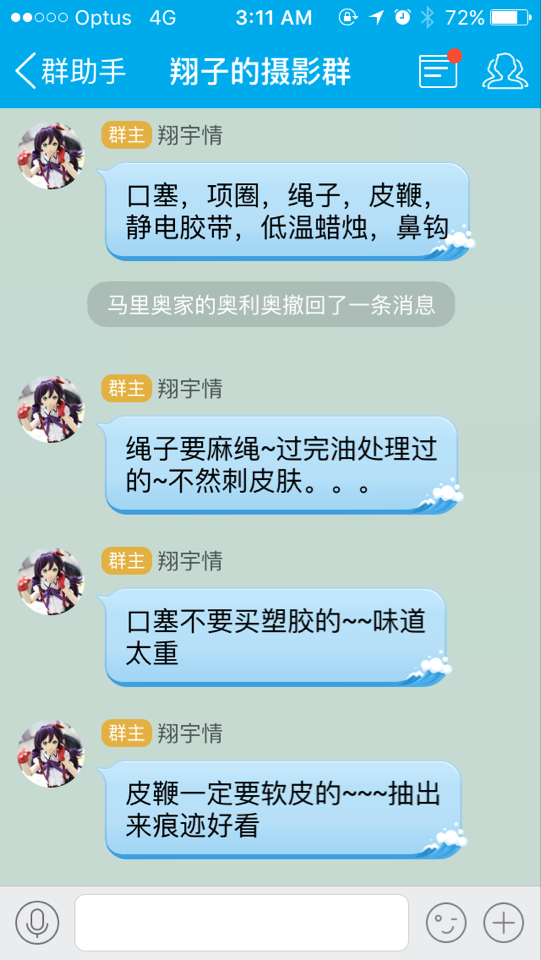 Optus 4G 3:11 AM 72%
群助手 翔子的摄影群
群主 翔宇情
口塞，项圈，绳子，皮鞭，
静电胶带，低温蜡烛，鼻钩
马里奥家的奥利奥撤回了一条消息
群主 翔宇情
绳子要麻绳~过完油处理过
的~不然刺皮肤。。。
群主 翔宇情
口塞不要买塑胶的~~味道
太重
群主 翔宇情
皮鞭一定要软皮的~~~抽出
来痕迹好看